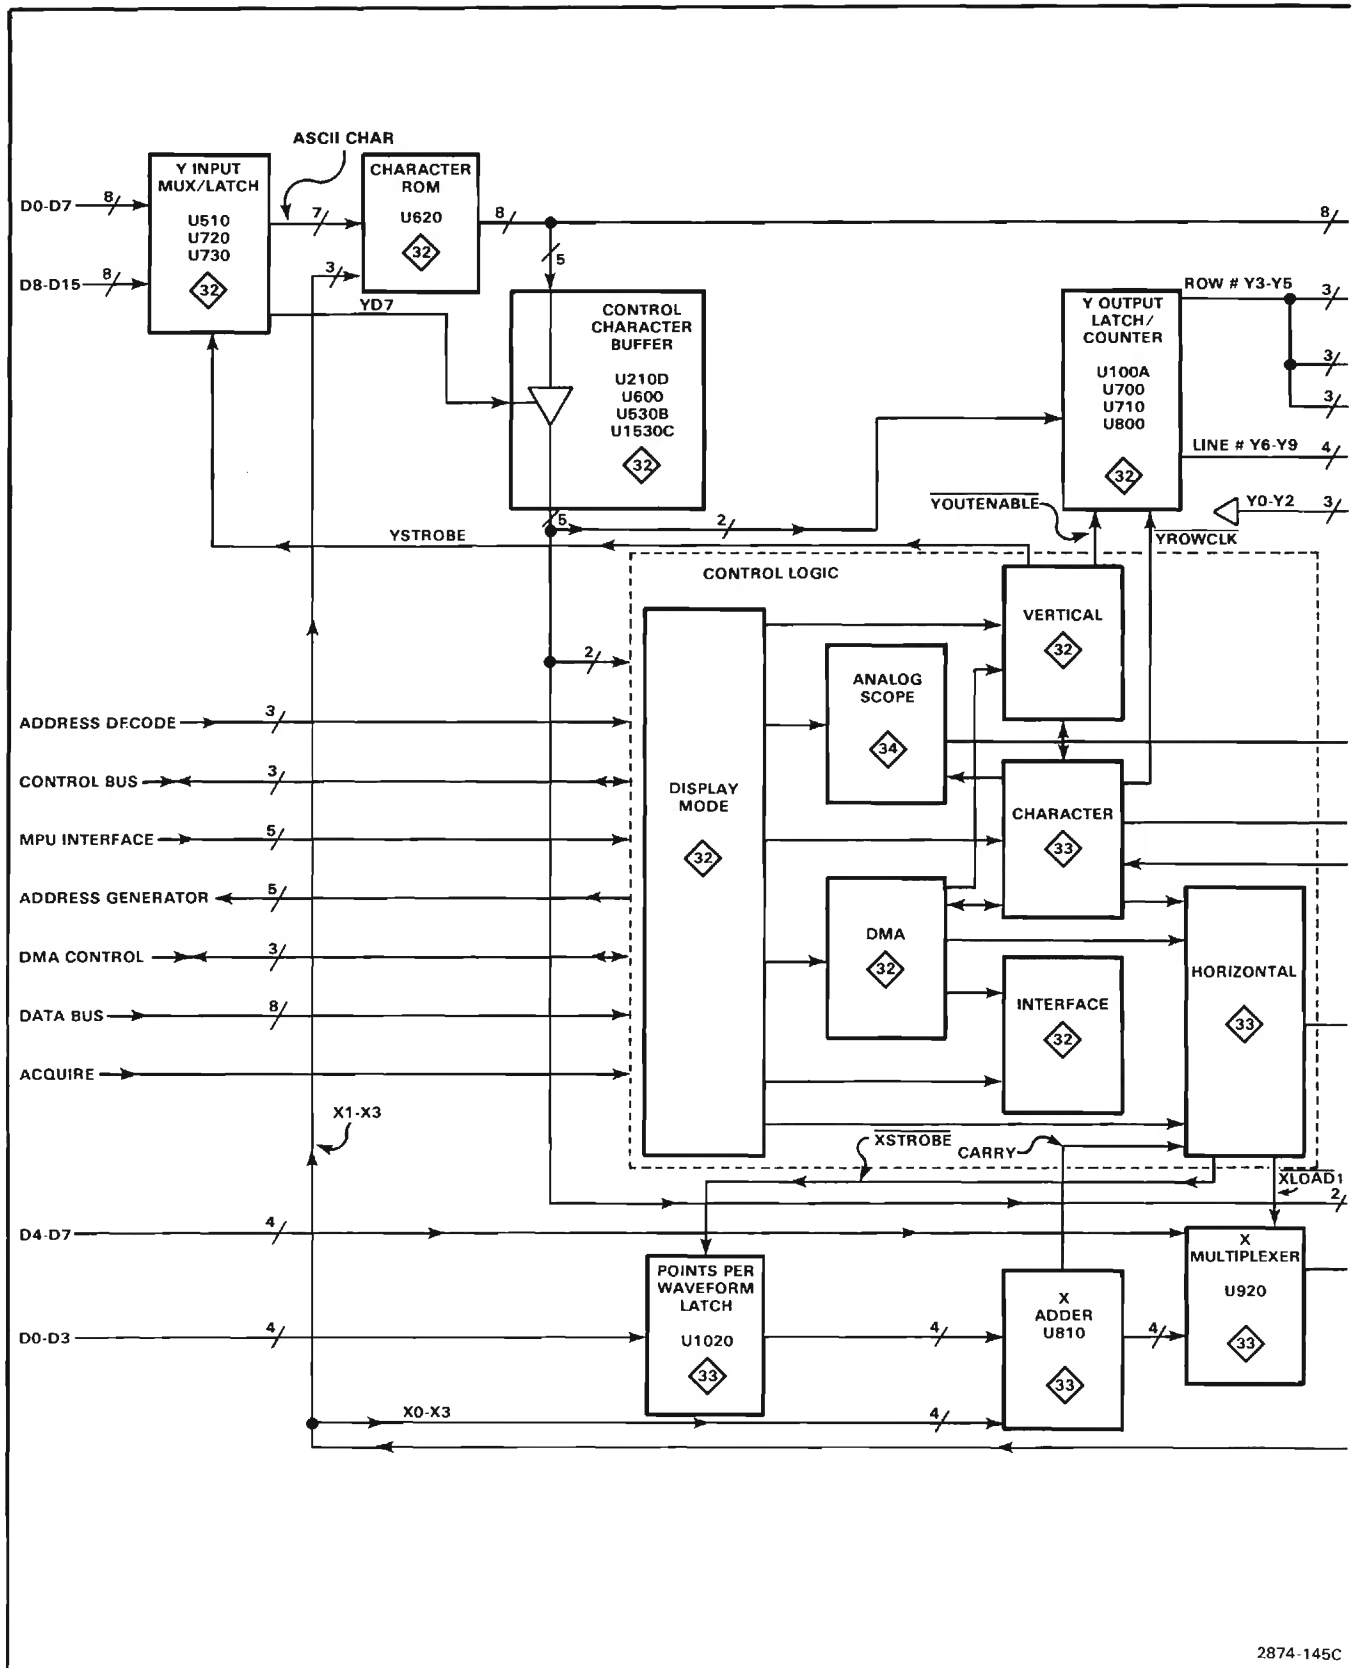 ASCII CHAR
Y INPUT
MUX/LATCH
U510
U720
U730
32
CHARACTER
ROM
U620
32
D0-D7
8
7
8
8
D8-D15
8
3
5
YD7
CONTROL
CHARACTER
BUFFER
U210D
U600
U530B
U1530C
32
Y OUTPUT
LATCH/
COUNTER
U100A
U700
U710
U800
32
ROW # Y3-Y5
3
3
3
LINE # Y6-Y9
4
Y0-Y2
3
YOUTENABLE
YROWCLK
5
2
YSTROBE
CONTROL LOGIC
VERTICAL
32
2
ANALOG
SCOPE
34
DISPLAY
MODE
32
CHARACTER
33
DMA
32
INTERFACE
32
HORIZONTAL
33
ADDRESS DECODE
3
CONTROL BUS
3
MPU INTERFACE
5
ADDRESS GENERATOR
5
DMA CONTROL
3
DATA BUS
8
ACQUIRE
X1-X3
XSTROBE
CARRY
XLOAD1
2
D4-D7
4
POINTS PER
WAVEFORM
LATCH
U1020
33
X
ADDER
U810
33
X
MULTIPLEXER
U920
33
D0-D3
4
4
4
X0-X3
4
2874-145C